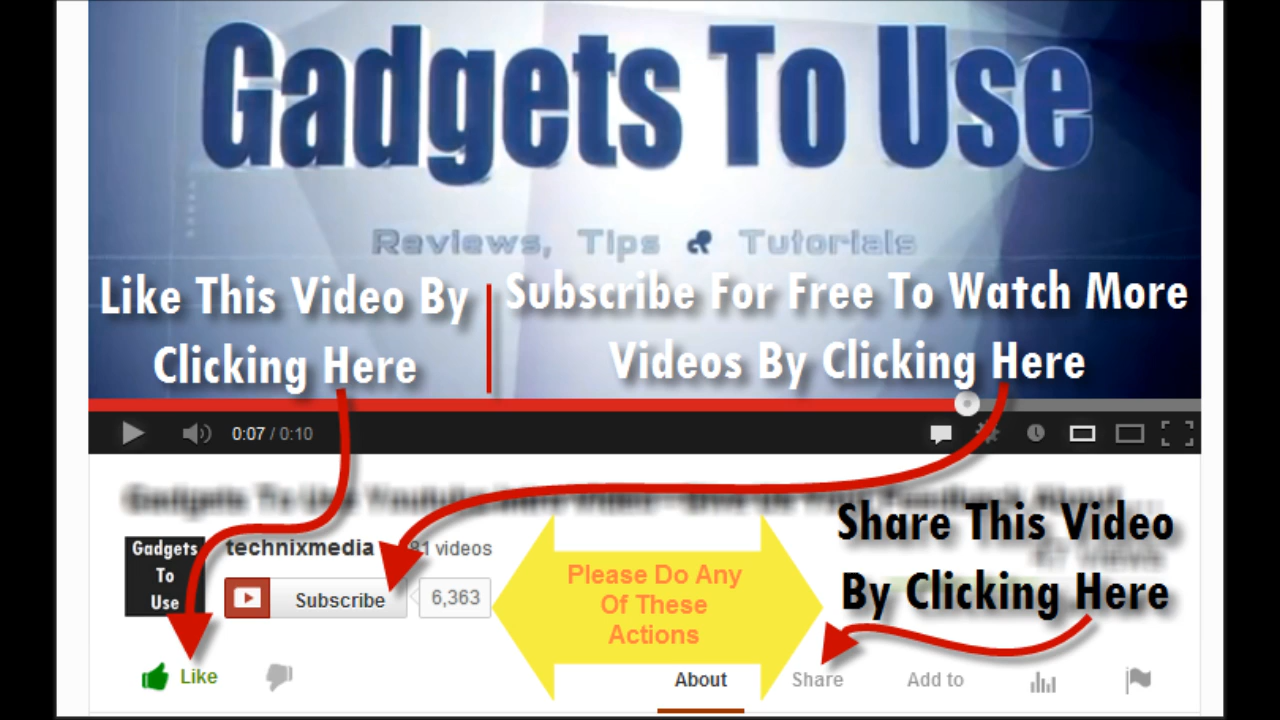 Gadgets To Use
Reviews, Tips & Tutorials
Like This Video By
Clicking Here
Subscribe For Free To Watch More
Videos By Clicking Here
0:07 / 0:10
Gadgets
To
Use
technixmedia
81 videos
Subscribe
6,363
Please Do Any
Of These
Actions
Share This Video
By Clicking Here
Like
About
Share
Add to